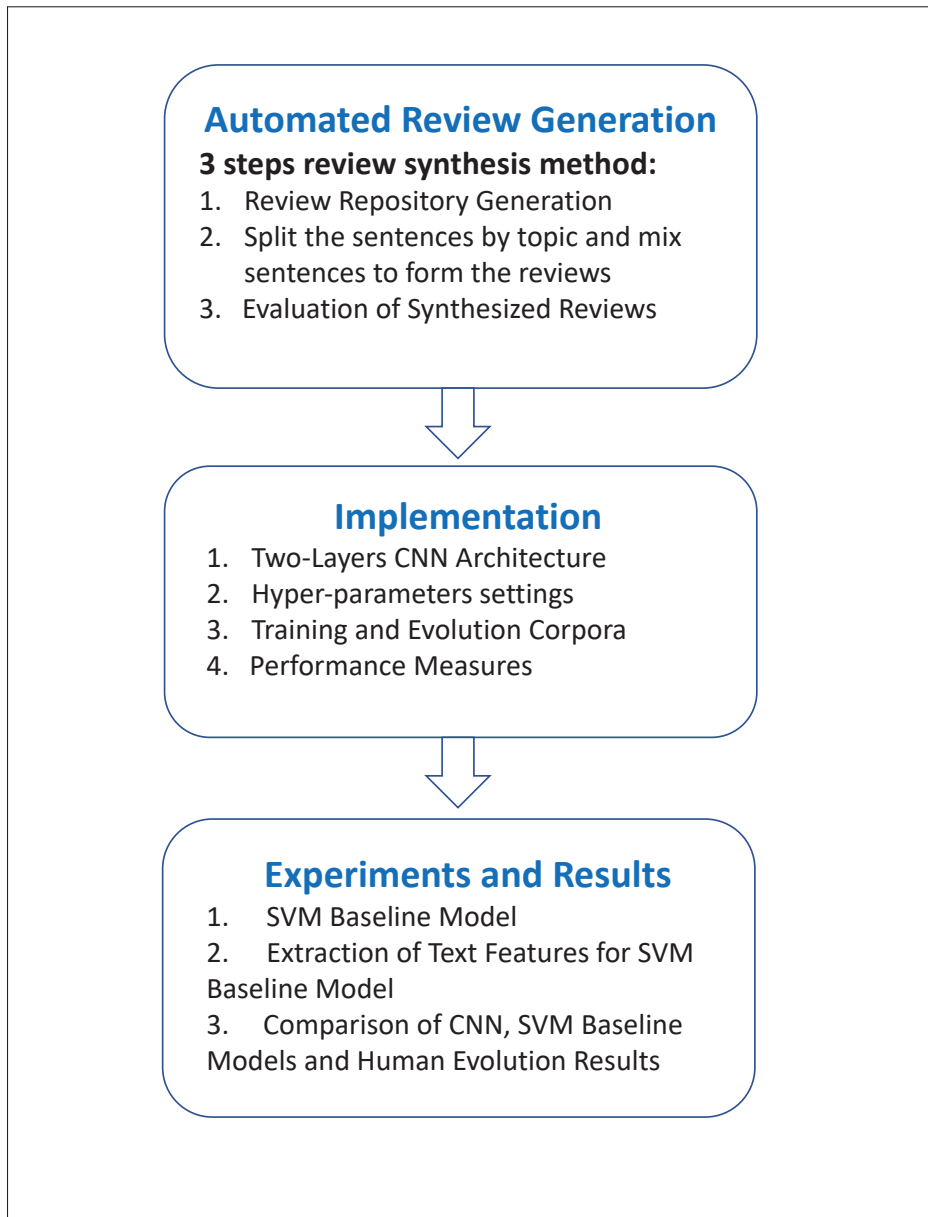 Automated Review Generation
3 steps review synthesis method:
1. Review Repository Generation
2. Split the sentences by topic and mix
sentences to form the reviews
3. Evaluation of Synthesized Reviews
Implementation
1. Two-Layers CNN Architecture
2. Hyper-parameters settings
3. Training and Evolution Corpora
4. Performance Measures
Experiments and Results
1. SVM Baseline Model
2. Extraction of Text Features for SVM
Baseline Model
3. Comparison of CNN, SVM Baseline
Models and Human Evolution Results